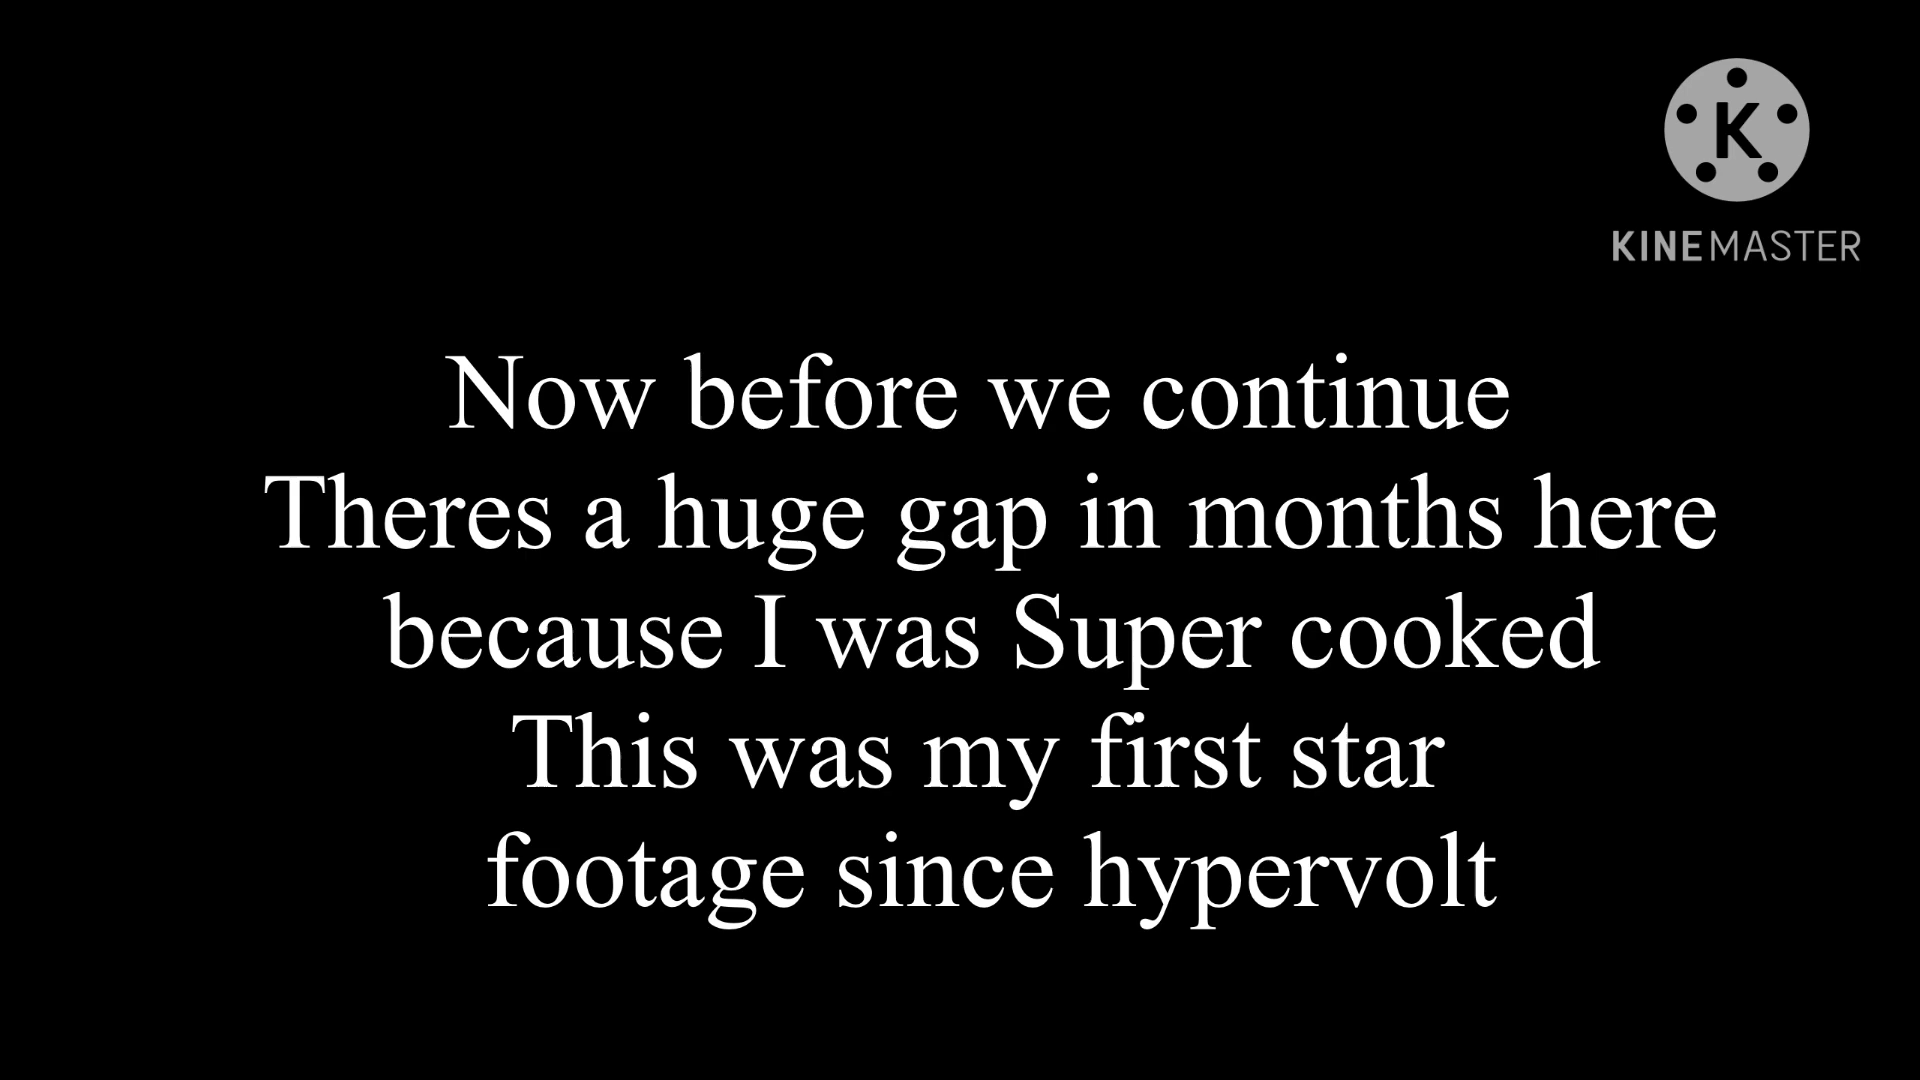 K
KINEMASTER
Now before we continue
Theres a huge gap in months here
because I was Super cooked
This was my first star
footage since hypervolt